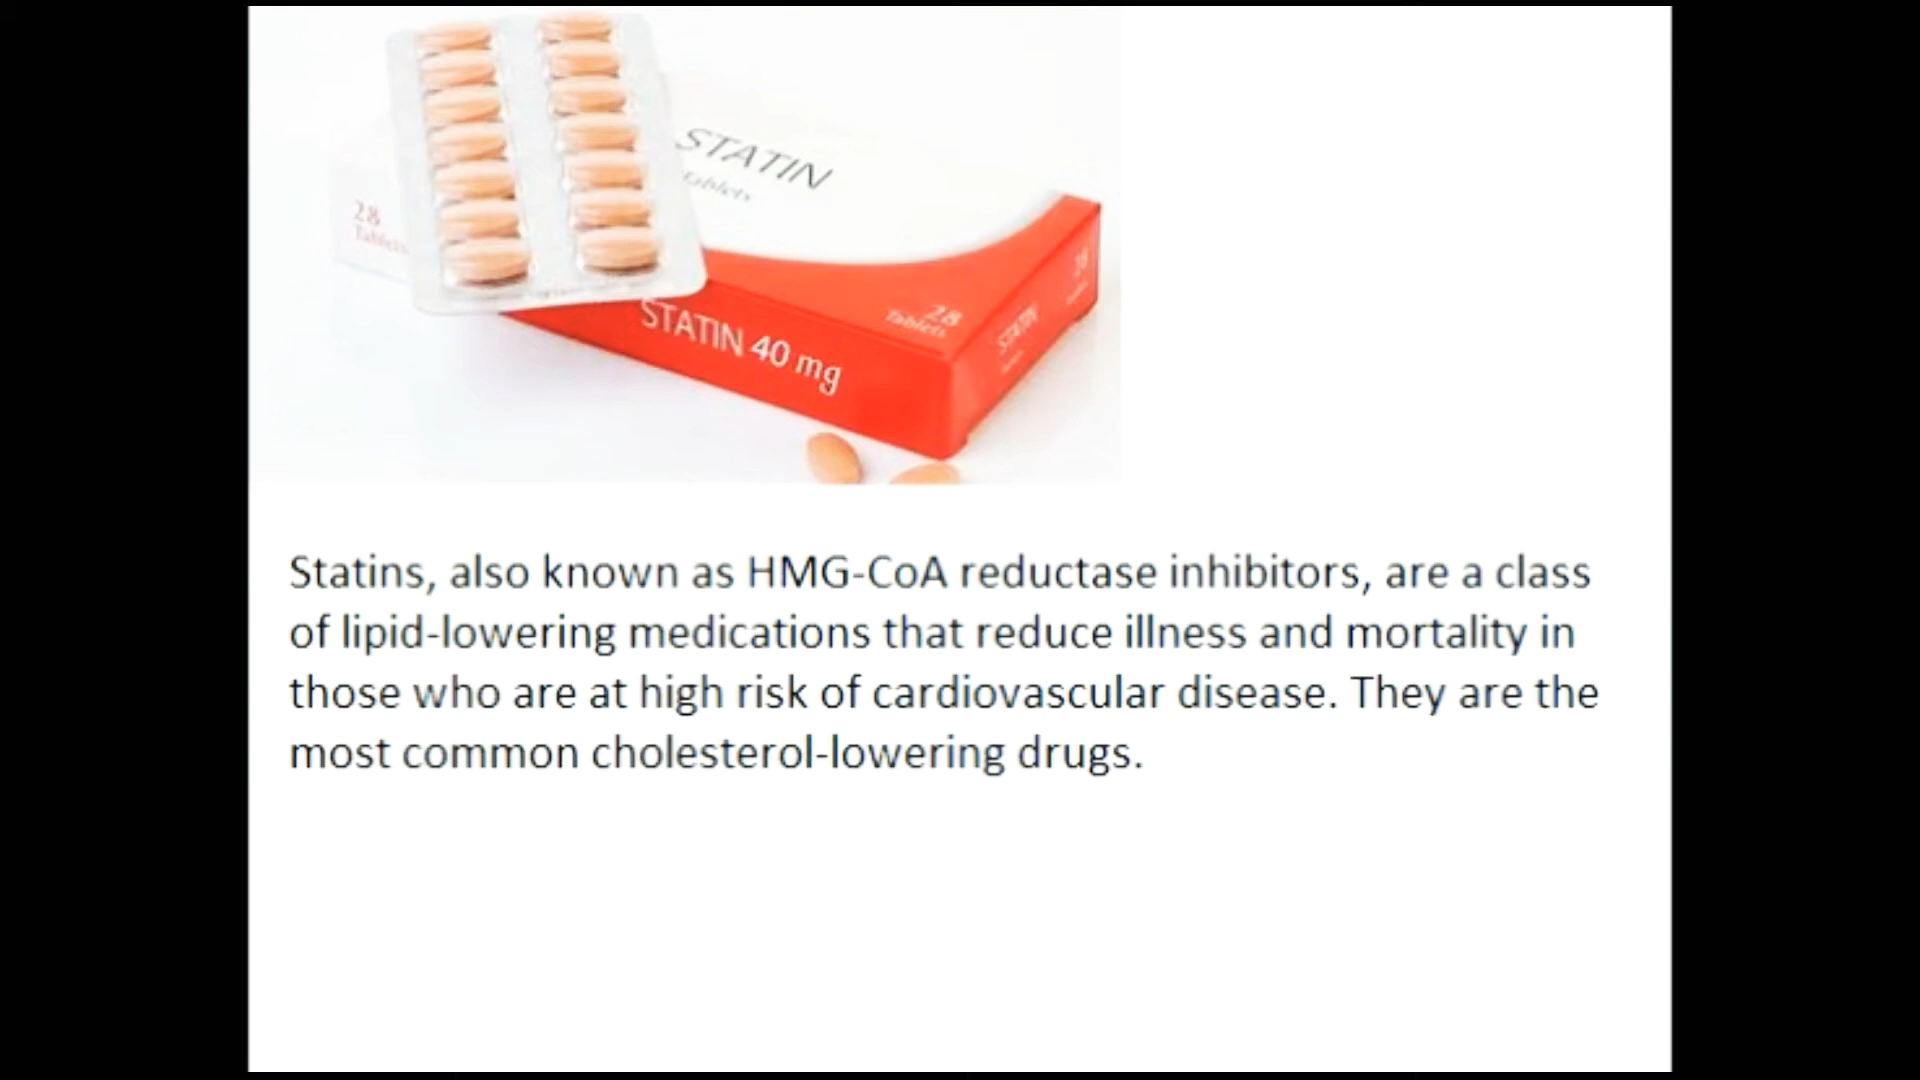 STATIN
Tablets
28
Tablets
STATIN 40 mg
28
Tablets
STATIN
28
Statins, also known as HMG-CoA reductase inhibitors, are a class
of lipid-lowering medications that reduce illness and mortality in
those who are at high risk of cardiovascular disease. They are the
most common cholesterol-lowering drugs.